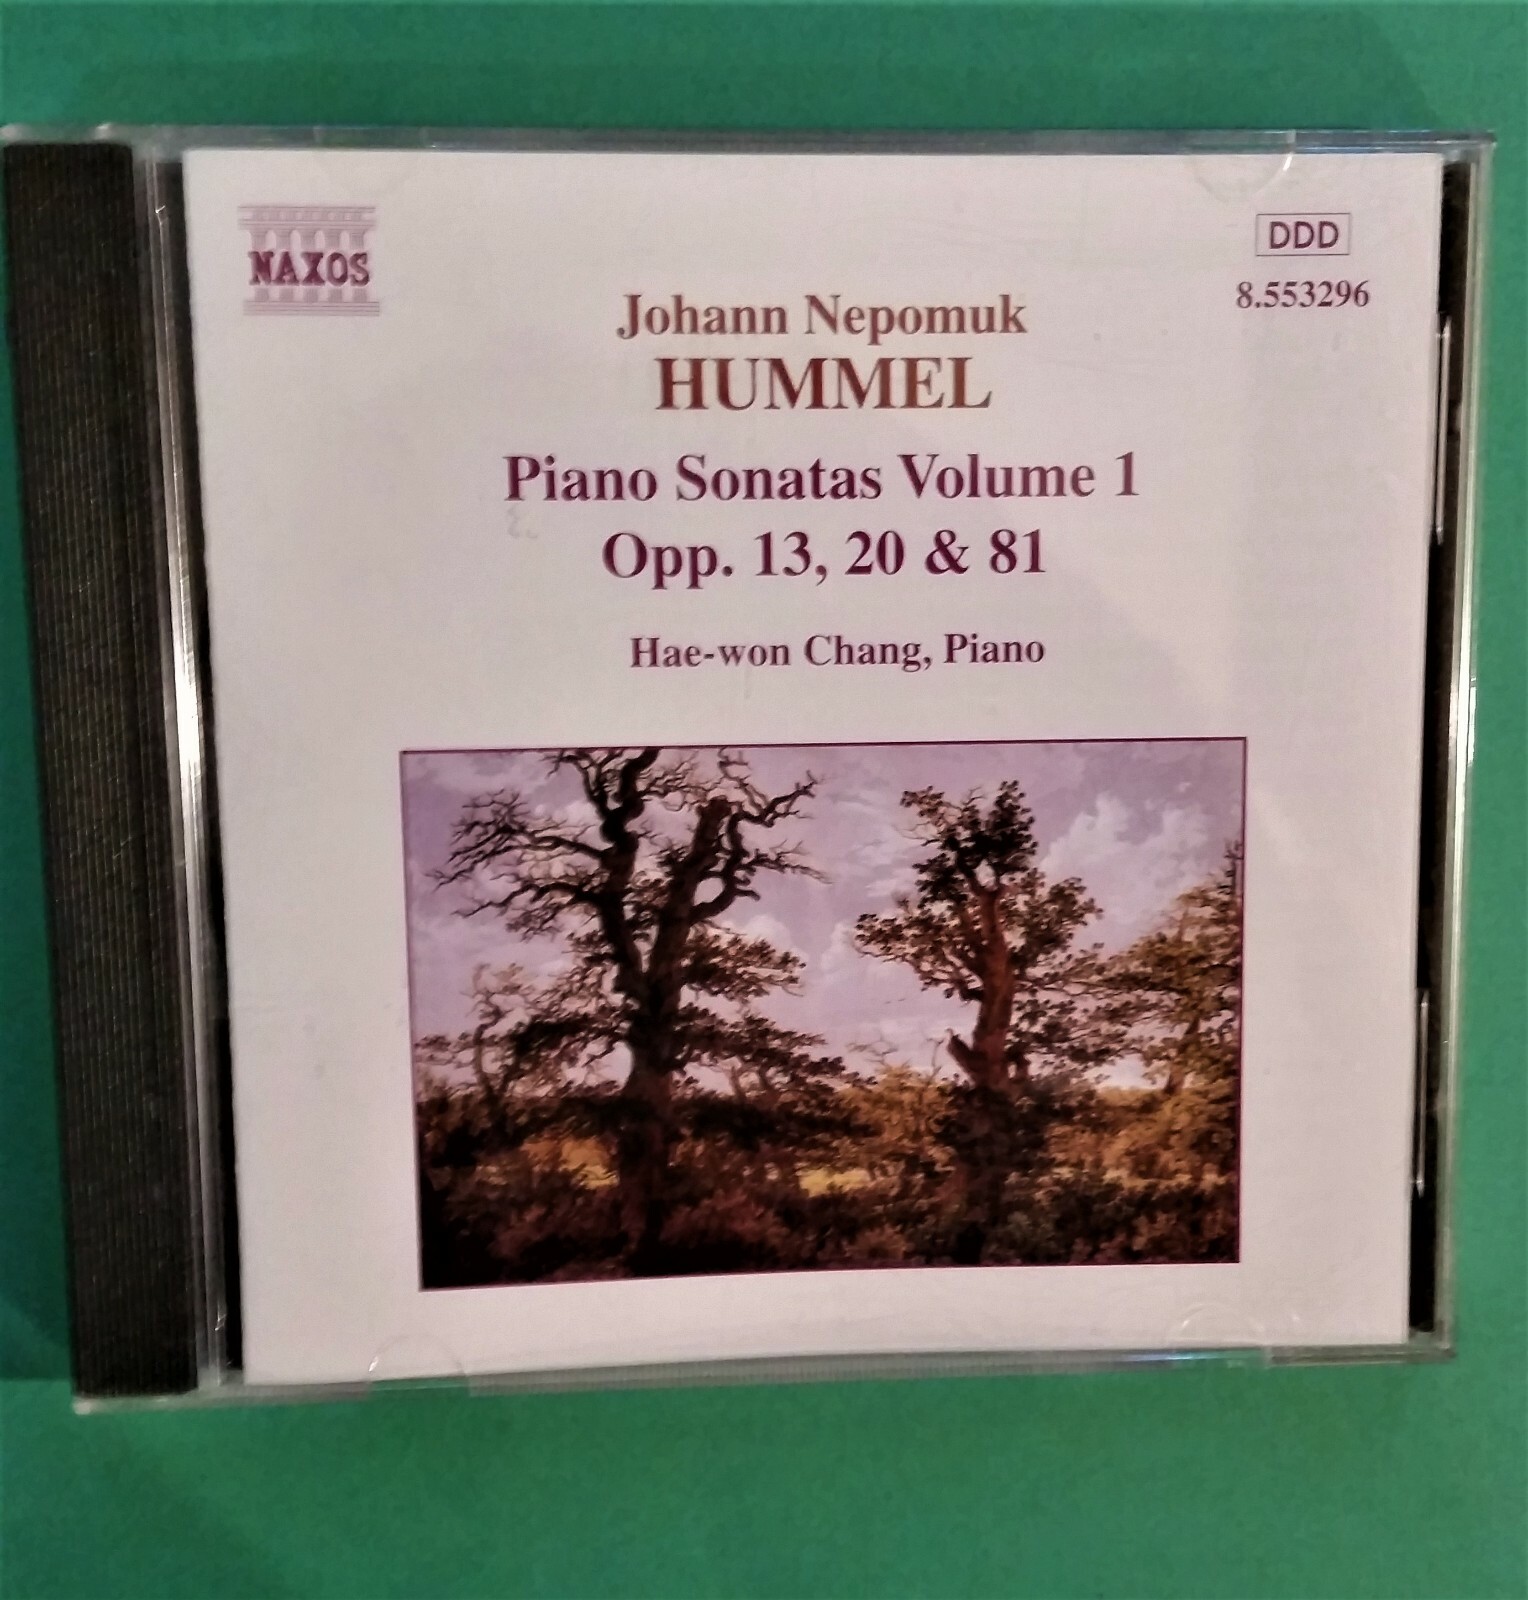 NAXOS
DDD
8.553296
Johann Nepomuk
HUMMEL
Piano Sonatas Volume 1
Opp. 13, 20 & 81
Hae-won Chang, Piano